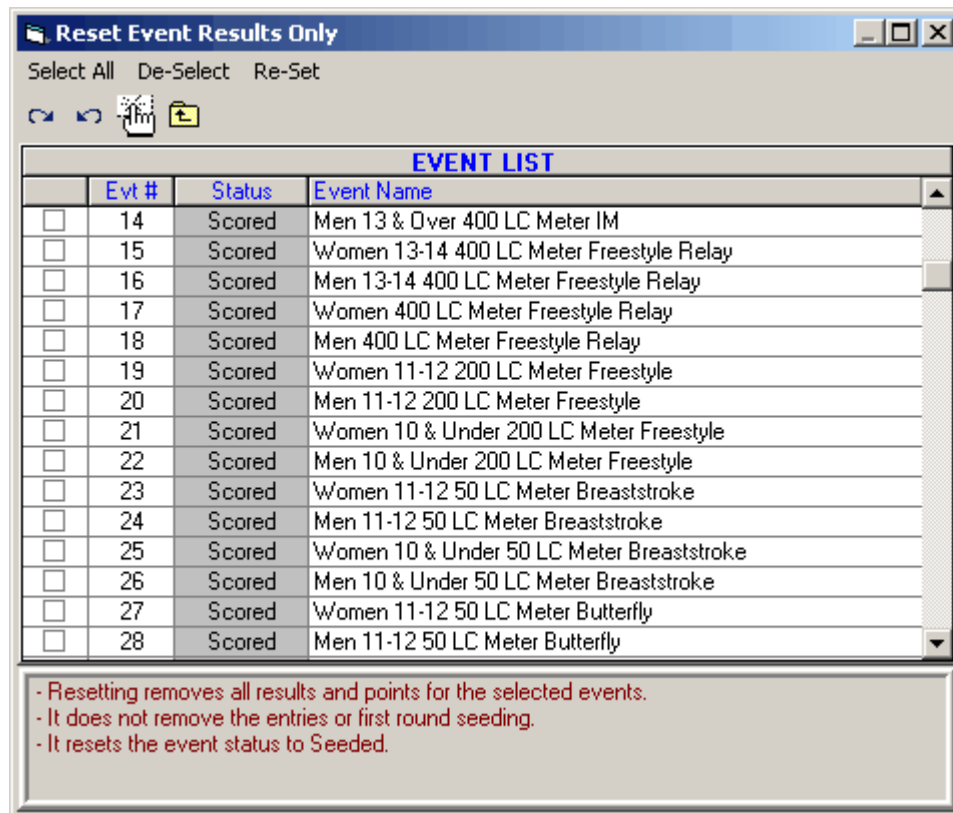 Reset Event Results Only
Select All De-Select Re-Set
EVENT LIST
Evt # Status Event Name
14 Scored Men 13 & Over 400 LC Meter IM
15 Scored Women 13-14 400 LC Meter Freestyle Relay
16 Scored Men 13-14 400 LC Meter Freestyle Relay
17 Scored Women 400 LC Meter Freestyle Relay
18 Scored Men 400 LC Meter Freestyle Relay
19 Scored Women 11-12 200 LC Meter Freestyle
20 Scored Men 11-12 200 LC Meter Freestyle
21 Scored Women 10 & Under 200 LC Meter Freestyle
22 Scored Men 10 & Under 200 LC Meter Freestyle
23 Scored Women 11-12 50 LC Meter Breaststroke
24 Scored Men 11-12 50 LC Meter Breaststroke
25 Scored Women 10 & Under 50 LC Meter Breaststroke
26 Scored Men 10 & Under 50 LC Meter Breaststroke
27 Scored Women 11-12 50 LC Meter Butterfly
28 Scored Men 11-12 50 LC Meter Butterfly
- Resetting removes all results and points for the selected events.
- It does not remove the entries or first round seeding.
- It resets the event status to Seeded.